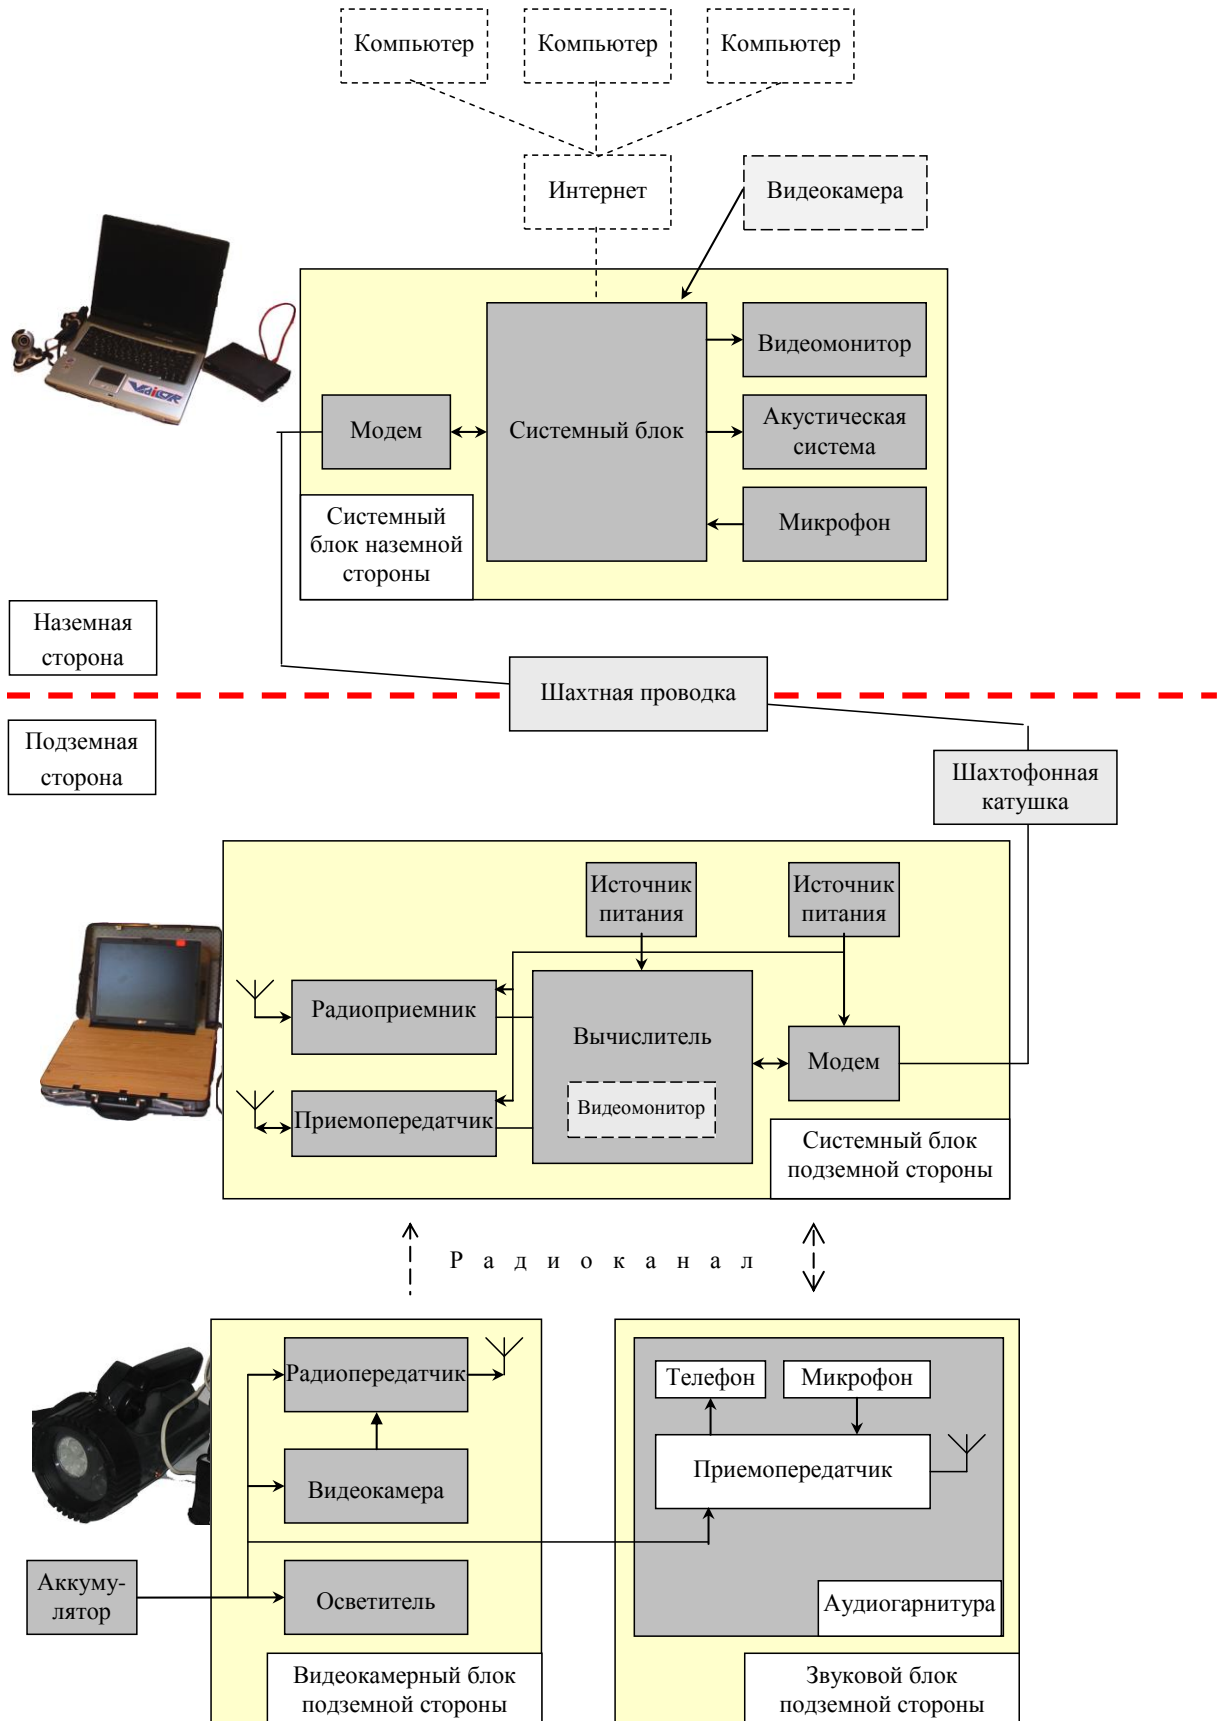 Компьютер
Компьютер
Компьютер
Интернет
Видеокамера
Видеомонитор
Модем
Системный блок
Акустическая
система
Микрофон
Системный
блок наземной
стороны
Наземная
сторона
Шахтная проводка
Подземная
сторона
Шахтофонная
катушка
Источник
питания
Источник
питания
Радиоприемник
Вычислитель
Модем
Видеомонитор
Приемопередатчик
Системный блок
подземной стороны
Р а д и о к а н а л
Радиопередатчик
Телефон
Микрофон
Приемопередатчик
Видеокамера
Аккуму-
лятор
Осветитель
Аудиогарнитура
Видеокамерный блок
подземной стороны
Звуковой блок
подземной стороны